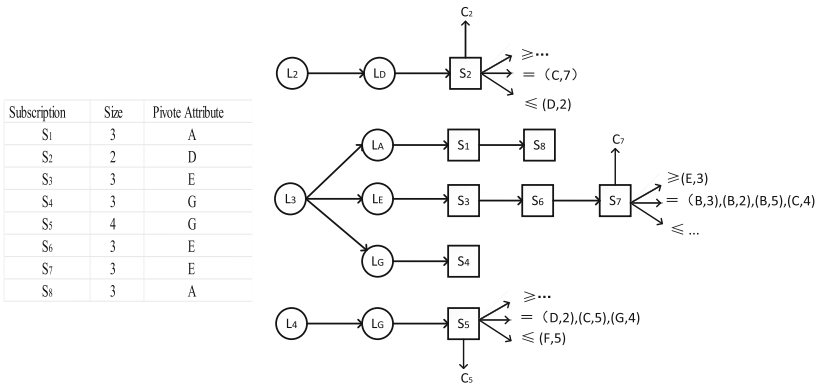 Subscription Size Pivote Attribute
S1 3 A
S2 2 D
S3 3 E
S4 3 G
S5 4 G
S6 3 E
S7 3 E
S8 3 A
C2
L2 LD S2
≥...
= (C,7)
≤ (D,2)
LA S1 S8
C7
L3 LE S3 S6 S7
≥(E,3)
= (B,3),(B,2),(B,5),(C,4)
≤ ...
LG S4
L4 LG S5
≥...
= (D,2),(C,5),(G,4)
≤ (F,5)
C5